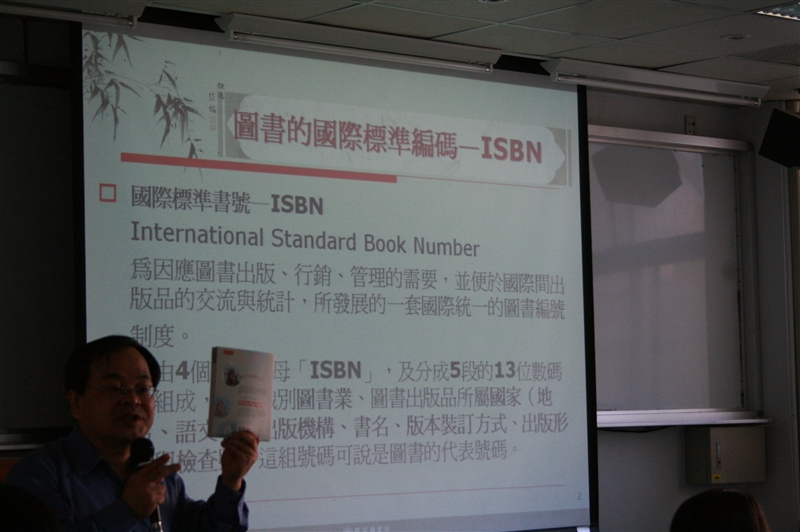 圖書的國際標準編碼—ISBN
國際標準書號—ISBN
International Standard Book Number
為因應圖書出版、行銷、管理的需要，並便於國際間出
版品的交流與統計，所發展的一套國際統一的圖書編號
制度。
由4個 母「ISBN」，及分成5段的13位數碼
組成， 別圖書業、圖書出版品所屬國家（地
、語文 出版機構、書名、版本裝訂方式、出版形
檢查 這組號碼可說是圖書的代表號碼。
2